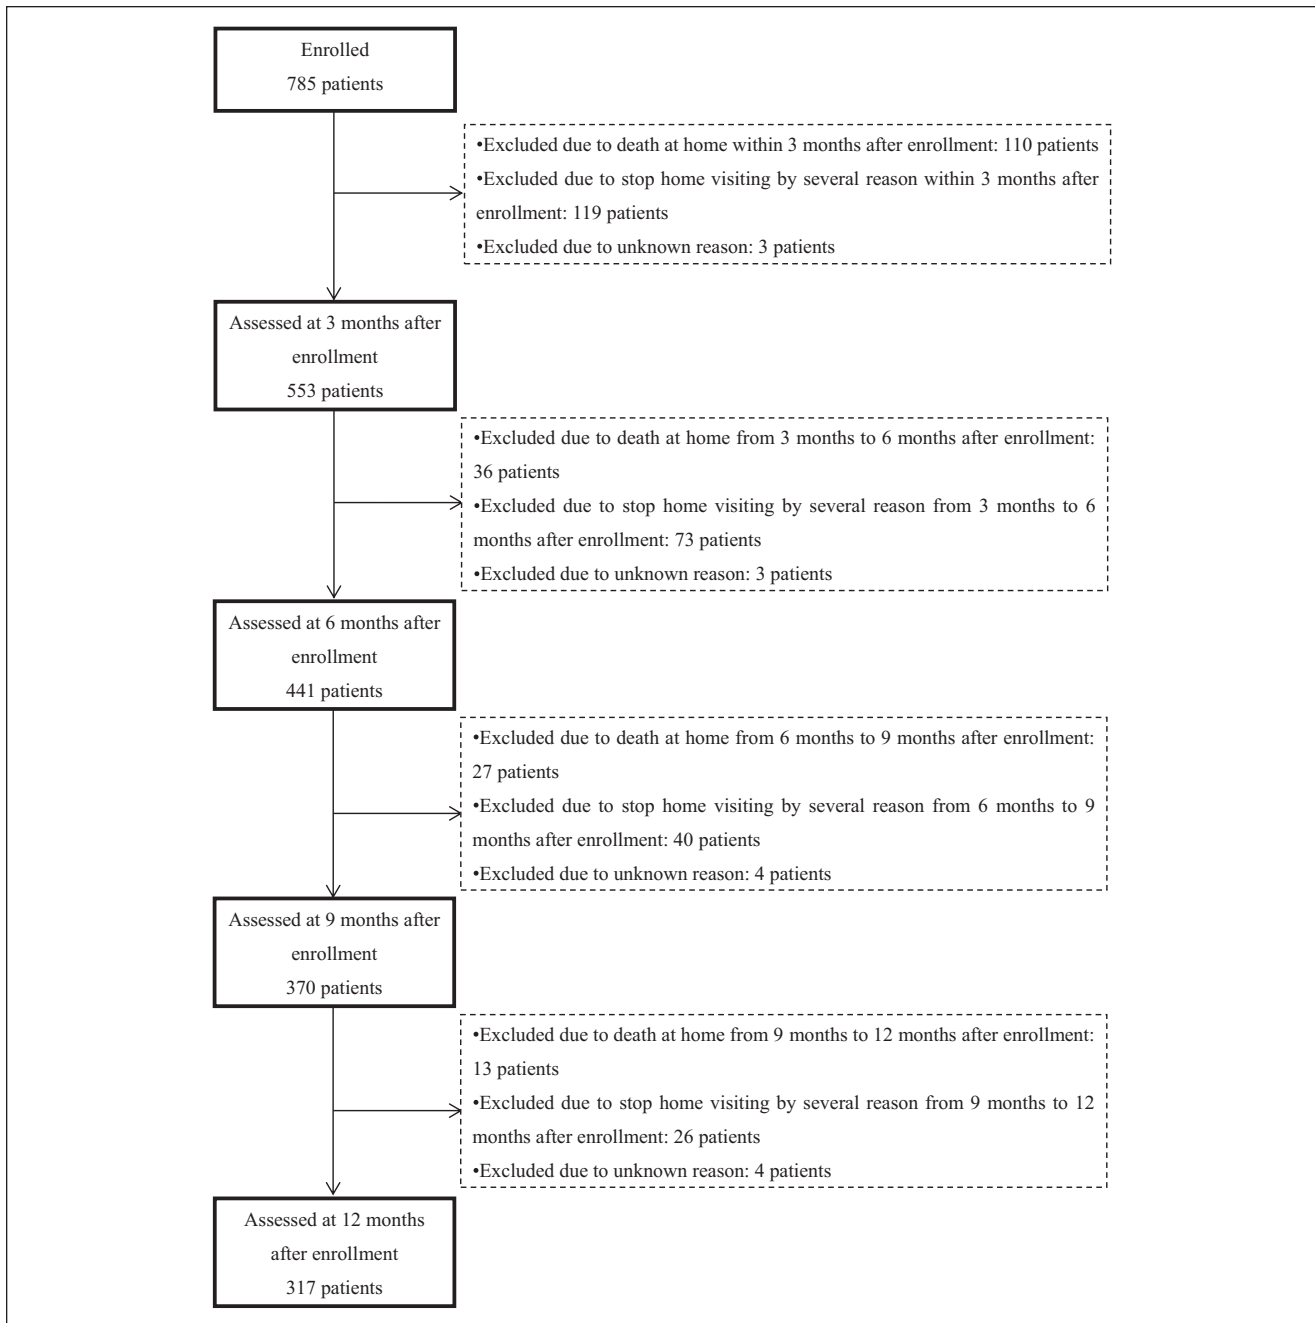 Enrolled
785 patients
•Excluded due to death at home within 3 months after enrollment: 110 patients
•Excluded due to stop home visiting by several reason within 3 months after
enrollment: 119 patients
•Excluded due to unknown reason: 3 patients
Assessed at 3 months after
enrollment
553 patients
•Excluded due to death at home from 3 months to 6 months after enrollment:
36 patients
•Excluded due to stop home visiting by several reason from 3 months to 6
months after enrollment: 73 patients
•Excluded due to unknown reason: 3 patients
Assessed at 6 months after
enrollment
441 patients
•Excluded due to death at home from 6 months to 9 months after enrollment:
27 patients
•Excluded due to stop home visiting by several reason from 6 months to 9
months after enrollment: 40 patients
•Excluded due to unknown reason: 4 patients
Assessed at 9 months after
enrollment
370 patients
•Excluded due to death at home from 9 months to 12 months after enrollment:
13 patients
•Excluded due to stop home visiting by several reason from 9 months to 12
months after enrollment: 26 patients
•Excluded due to unknown reason: 4 patients
Assessed at 12 months
after enrollment
317 patients